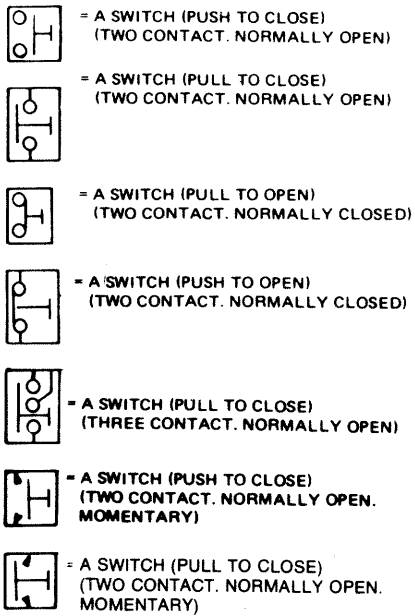 = A SWITCH (PUSH TO CLOSE)
(TWO CONTACT. NORMALLY OPEN)
= A SWITCH (PULL TO CLOSE)
(TWO CONTACT. NORMALLY OPEN)
= A SWITCH (PULL TO OPEN)
(TWO CONTACT. NORMALLY CLOSED)
= A SWITCH (PUSH TO OPEN)
(TWO CONTACT. NORMALLY CLOSED)
= A SWITCH (PULL TO CLOSE)
(THREE CONTACT. NORMALLY OPEN)
= A SWITCH (PUSH TO CLOSE)
(TWO CONTACT. NORMALLY OPEN.
MOMENTARY)
= A SWITCH (PULL TO CLOSE)
(TWO CONTACT. NORMALLY OPEN.
MOMENTARY)